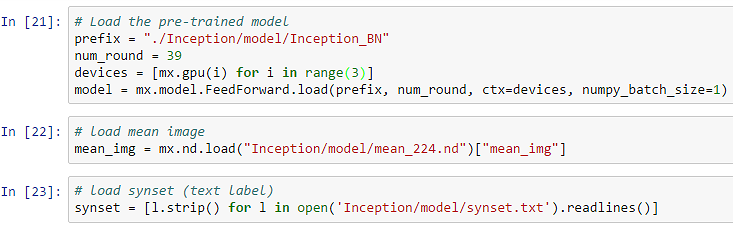 In [21]: # Load the pre-trained model
prefix = "./Inception/model/Inception_BN"
num_round = 39
devices = [mx.gpu(i) for i in range(3)]
model = mx.model.FeedForward.load(prefix, num_round, ctx=devices, numpy_batch_size=1)
In [22]: # load mean image
mean_img = mx.nd.load("Inception/model/mean_224.nd")["mean_img"]
In [23]: # load synset (text label)
synset = [l.strip() for l in open('Inception/model/synset.txt').readlines()]